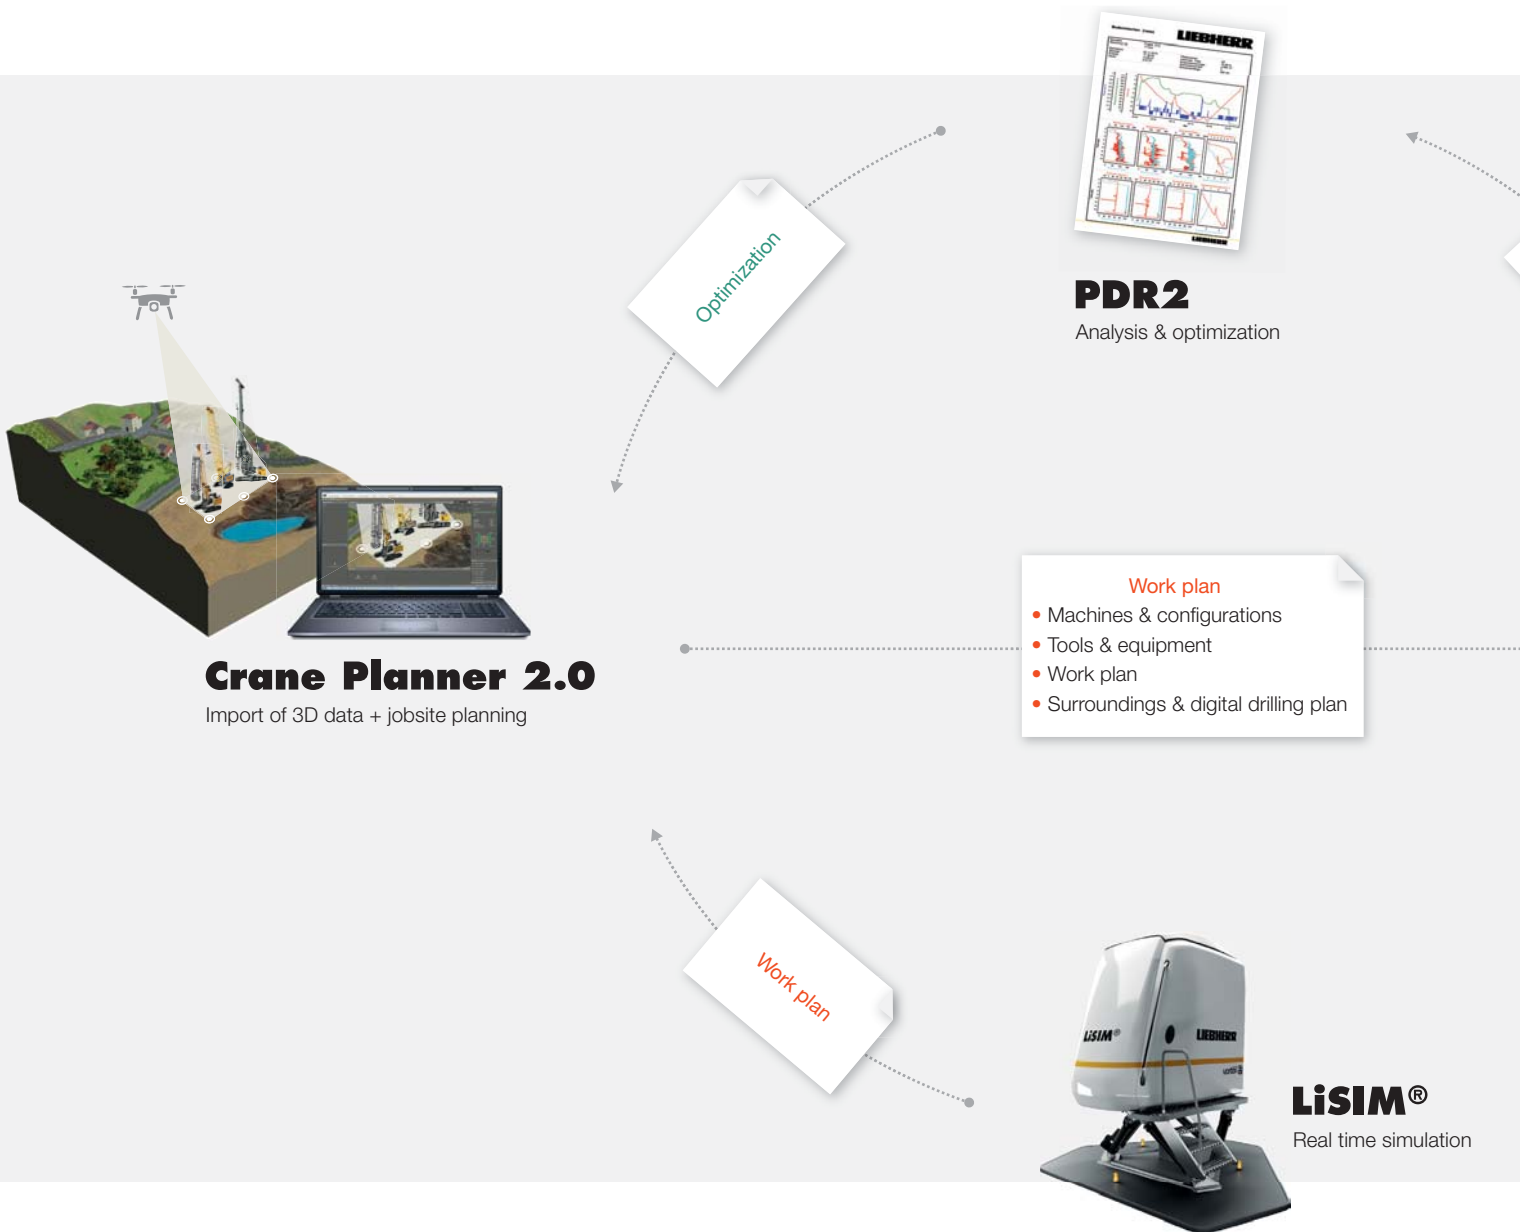 LIEBHERR
LIEBHERR
PDR2
Analysis & optimization
Optimization
Crane Planner 2.0
Import of 3D data + jobsite planning
Work plan
• Machines & configurations
• Tools & equipment
• Work plan
• Surroundings & digital drilling plan
Work plan
LiSIM®
LIEBHERR
LiSIM®
Real time simulation